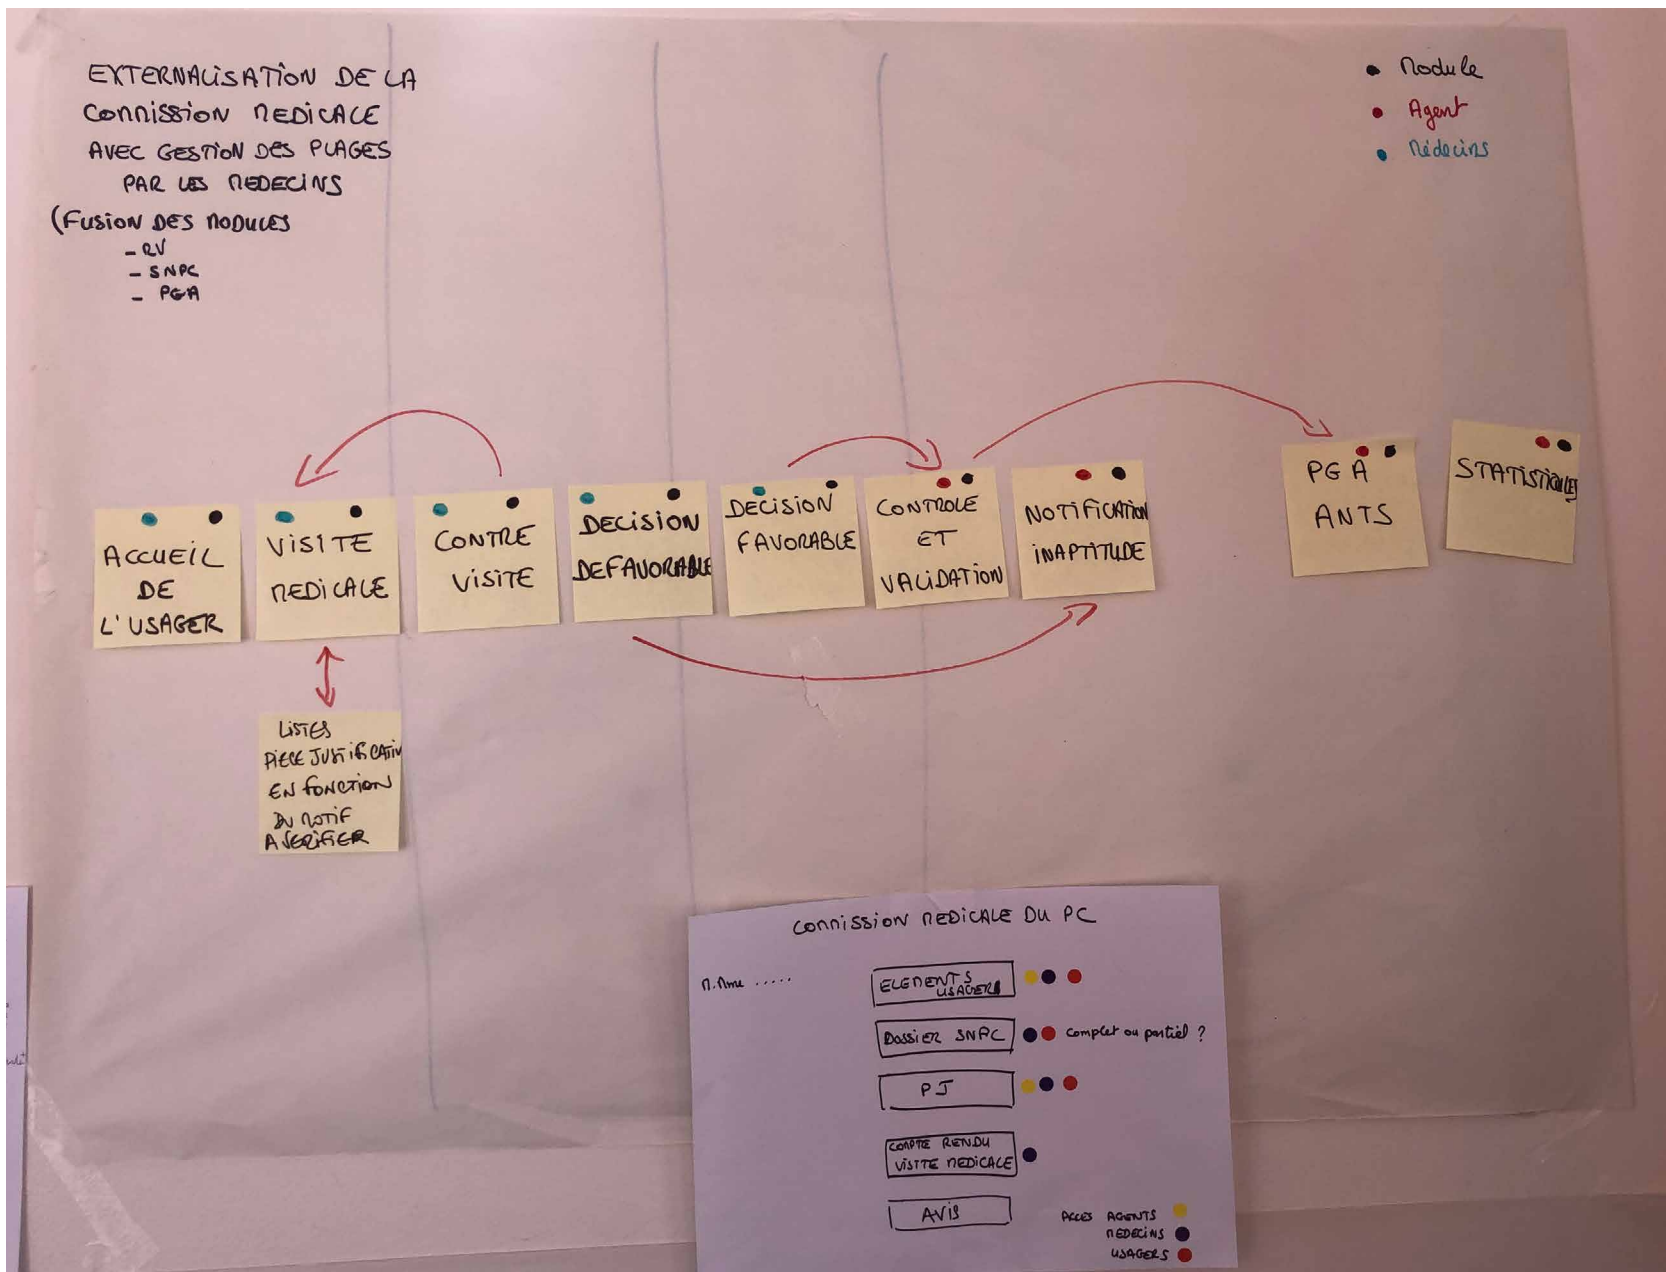 EXTERNALISATION DE LA
COMMISSION MEDICALE
AVEC GESTION DES PLAGES
PAR LES MEDECINS
(FUSION DES MODULES
- RV
- SNPC
- PGA
Module
Agent
Médecins
ACCUEIL
DE
L'USAGER
VISITE
MEDICALE
CONTRE
VISITE
DECISION
DEFAVORABLE
DECISION
FAVORABLE
CONTROLE
ET
VALIDATION
NOTIFICATION
INAPTITUDE
PGA
ANTS
STATISTIQUES
LISTES
PIECE JUSTIFICATIV
EN FONCTION
DU MOTIF
A VERIFIER
COMMISSION MEDICALE DU PC
M. Mme .....
ELEMENTS
USAGER
DOSSIER SNPC
Complet ou partiel ?
PJ
COMPTE RENDU
VISITE MEDICALE
AVIS
ACCES AGENTS
MEDECINS
USAGERS